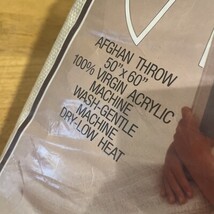 AFGHAN THROW
50" X 60"
100% VIRGIN ACRYLIC
MACHINE
WASH-GENTLE
MACHINE
DRY-LOW HEAT